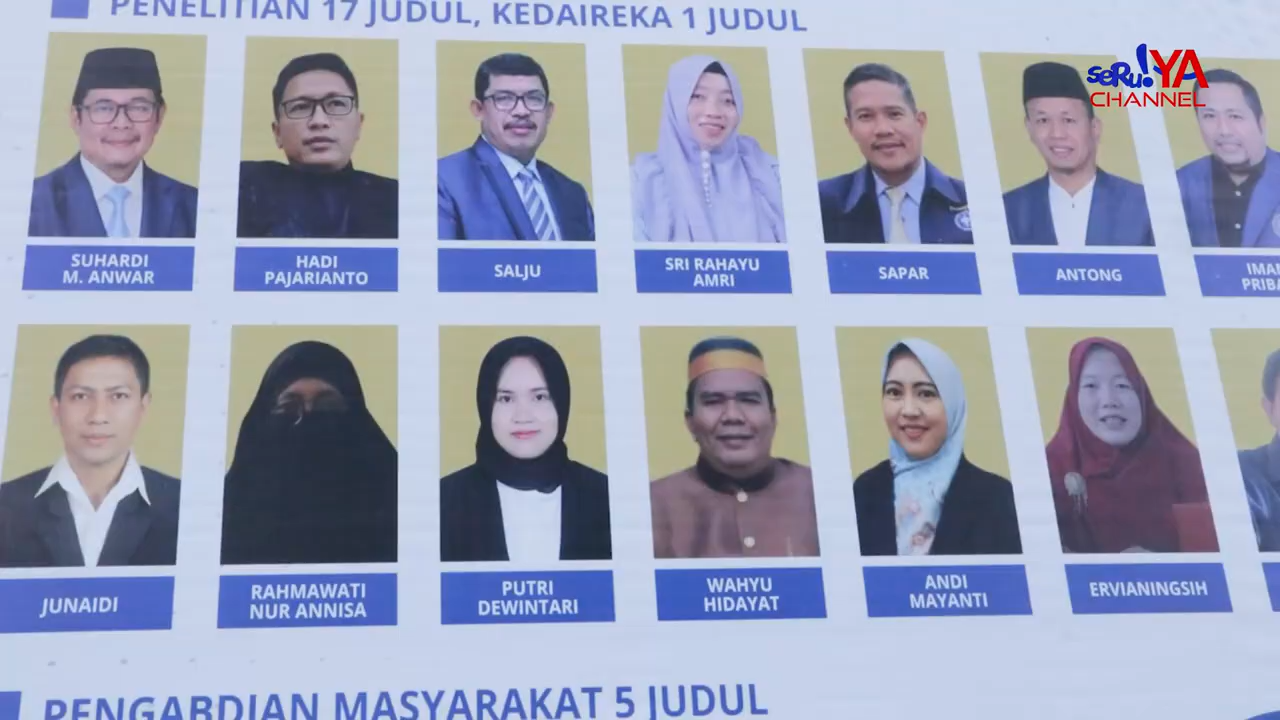 PENELITIAN 17 JUDUL, KEDAIREKA 1 JUDUL
seRu!YA
CHANNEL
SUHARDI
M. ANWAR
HADI
PAJARIANTO
SALJU
SRI RAHAYU
AMRI
SAPAR
ANTONG
JUNAIDI
RAHMAWATI
NUR ANNISA
PUTRI
DEWINTARI
WAHYU
HIDAYAT
ANDI
MAYANTI
ERVIANINGSIH
PENGABDIAN MASYARAKAT 5 JUDUL